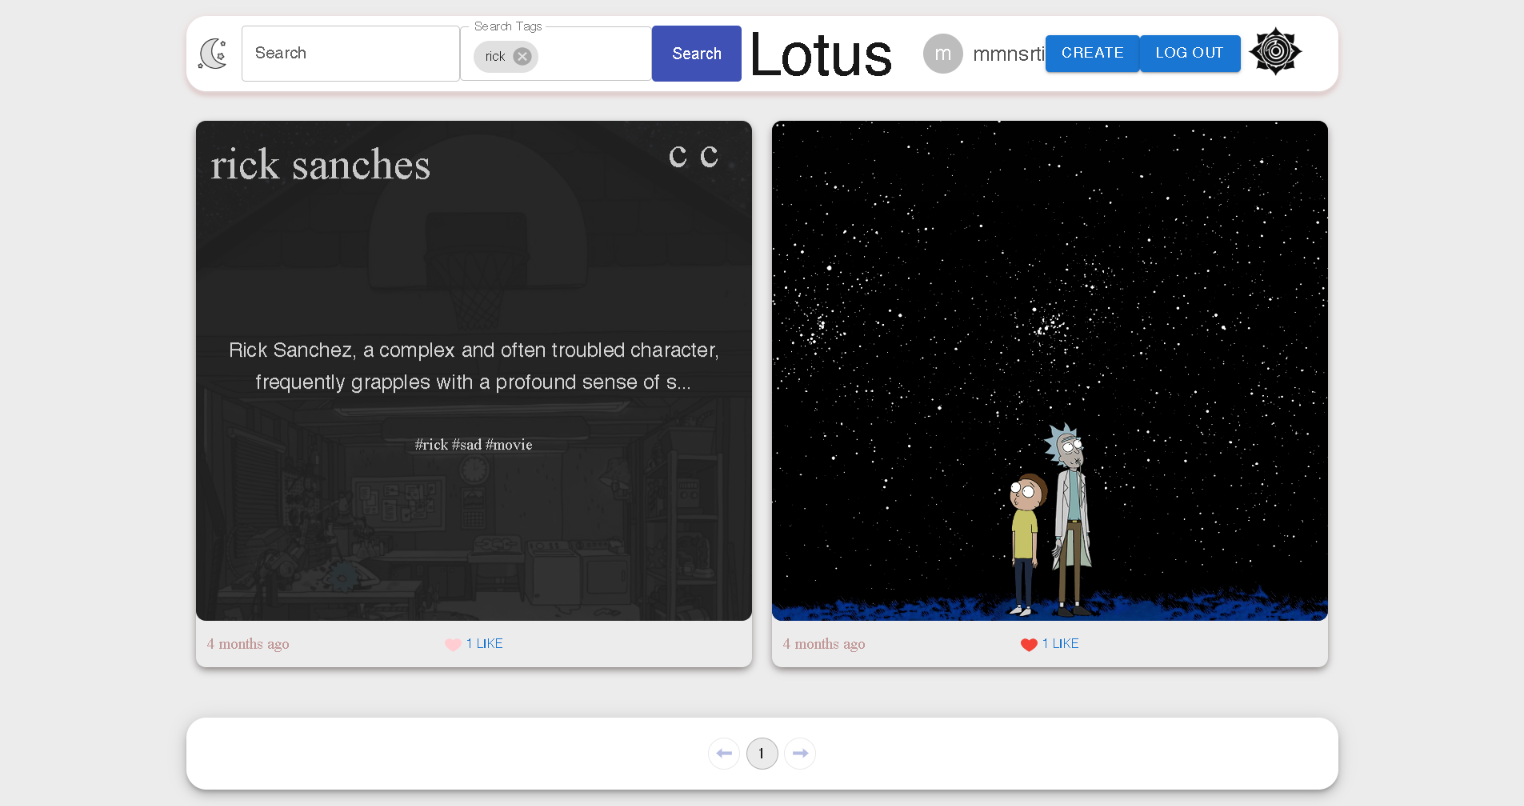 Search
Search Tags
rick
Search
Lotus
m
mmnsrti
CREATE
LOG OUT
rick sanches
c c
Rick Sanchez, a complex and often troubled character,
frequently grapples with a profound sense of s...
#rick #sad #movie
4 months ago
1 LIKE
4 months ago
1 LIKE
1